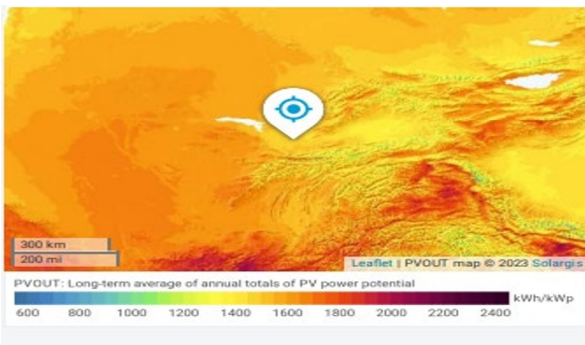 300 km
200 mi
Leaflet | PVOUT map © 2023 Solargis
PVOUT: Long-term average of annual totals of PV power potential
kWh/kWp
600 800 1000 1200 1400 1600 1800 2000 2200 2400